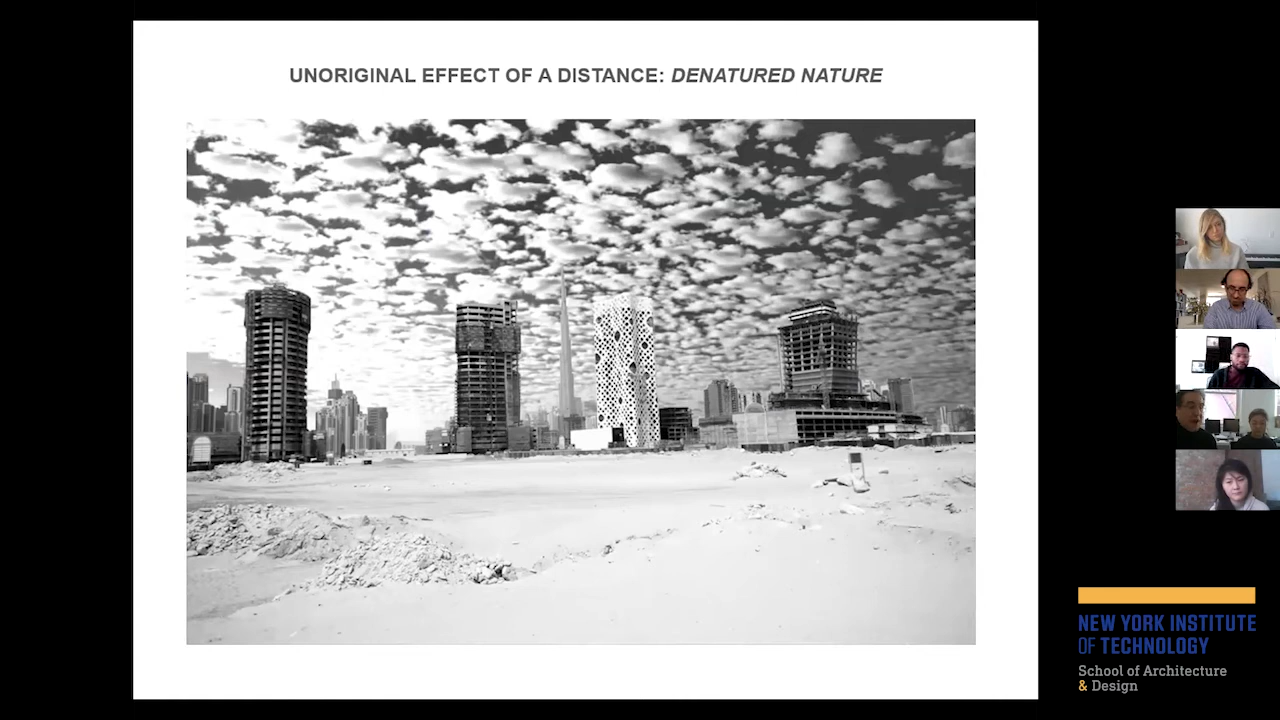 UNORIGINAL EFFECT OF A DISTANCE: DENATURED NATURE
NEW YORK INSTITUTE
OF TECHNOLOGY
School of Architecture
& Design